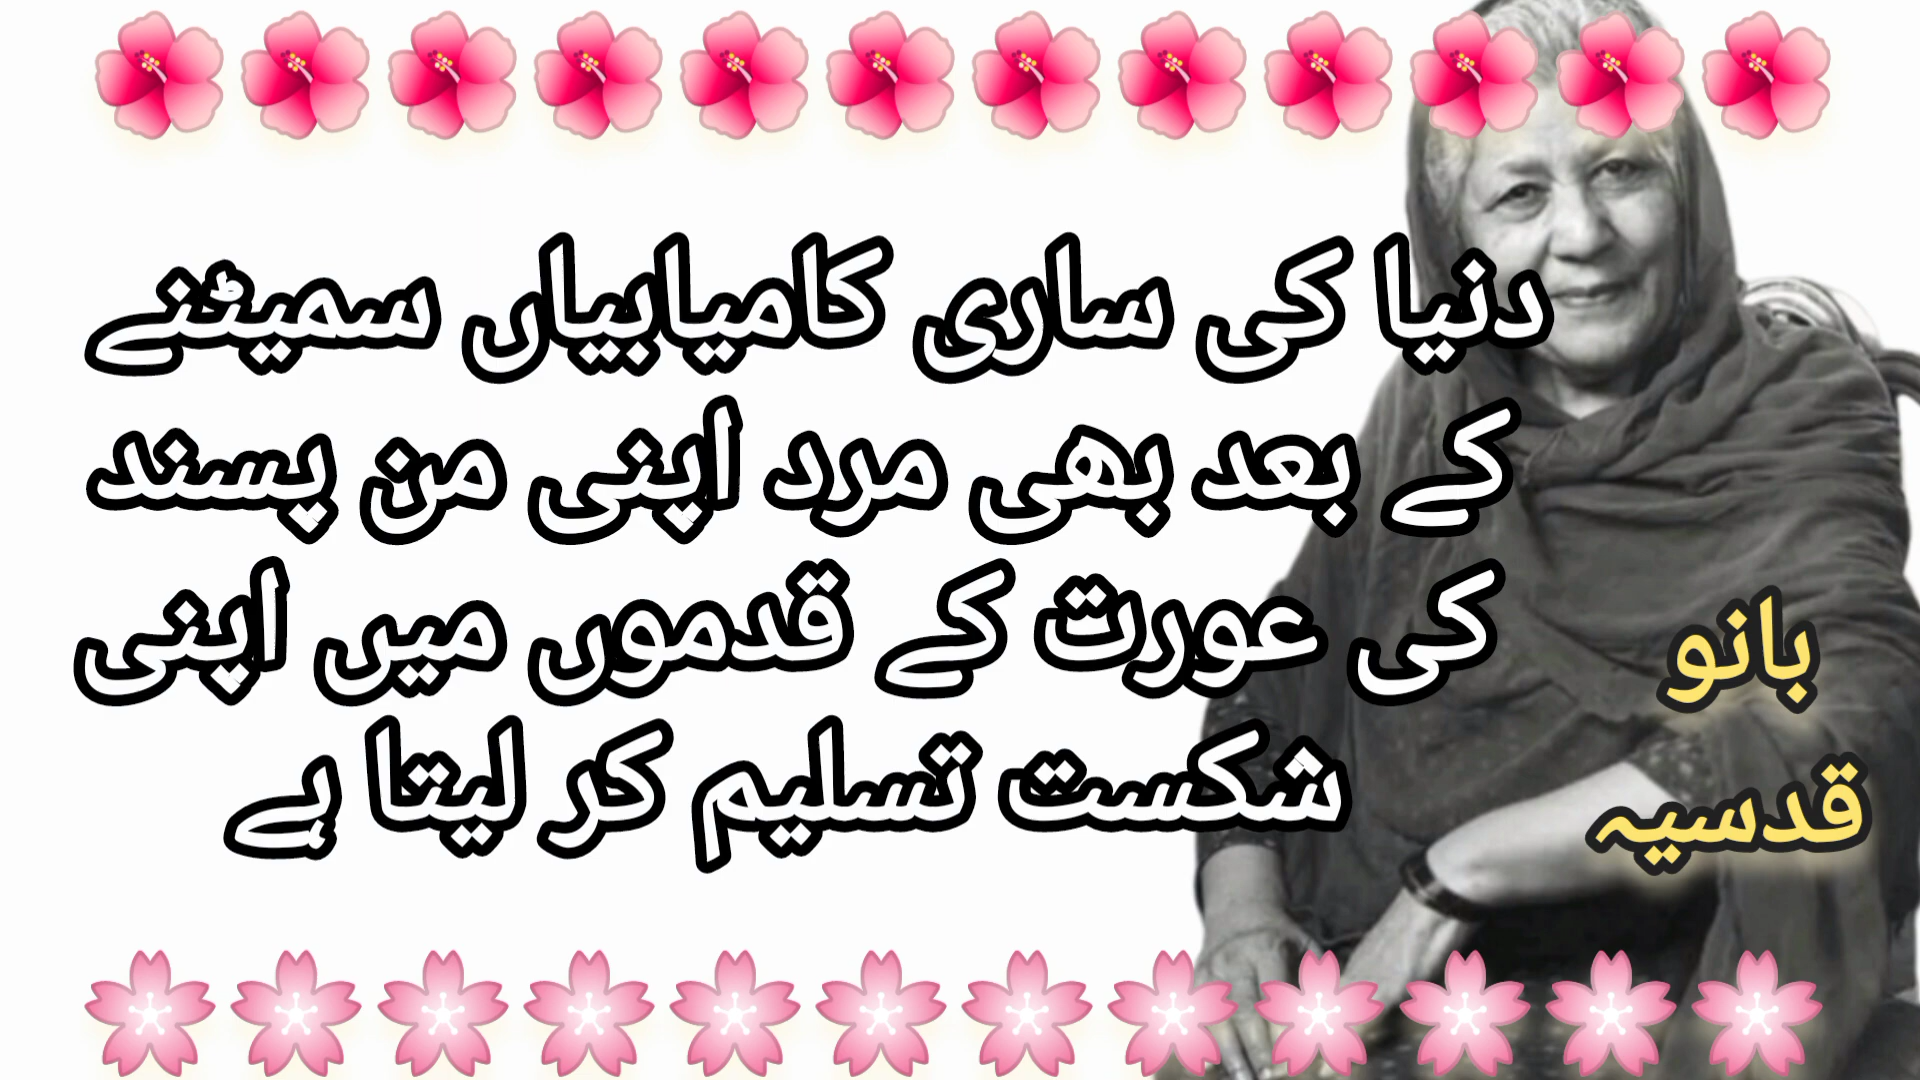 دنیا کی ساری کامیابیاں سمیٹنے
کے بعد بھی مرد اپنی من پسند
کی عورت کے قدموں میں اپنی
شکست تسلیم کر لیتا ہے
بانو
قدسیہ